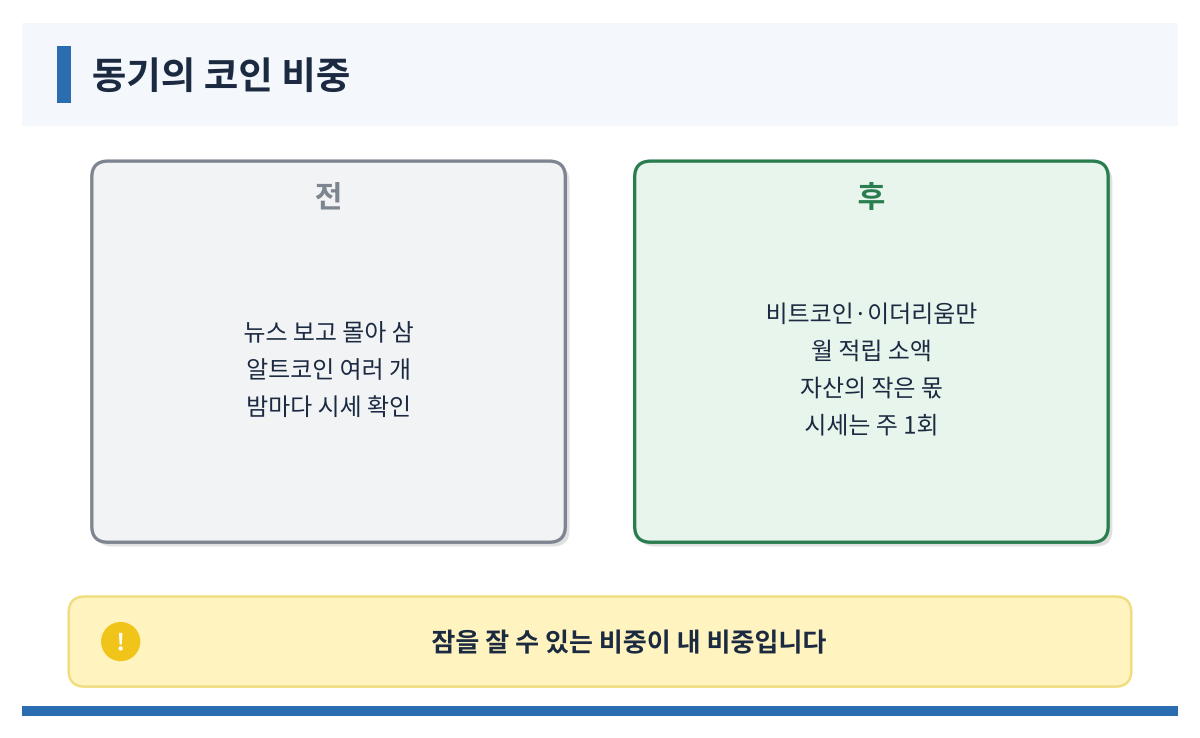 동기의 코인 비중
전
뉴스 보고 몰아 삼
알트코인 여러 개
밤마다 시세 확인
후
비트코인·이더리움만
월 적립 소액
자산의 작은 몫
시세는 주 1회
!
잠을 잘 수 있는 비중이 내 비중입니다